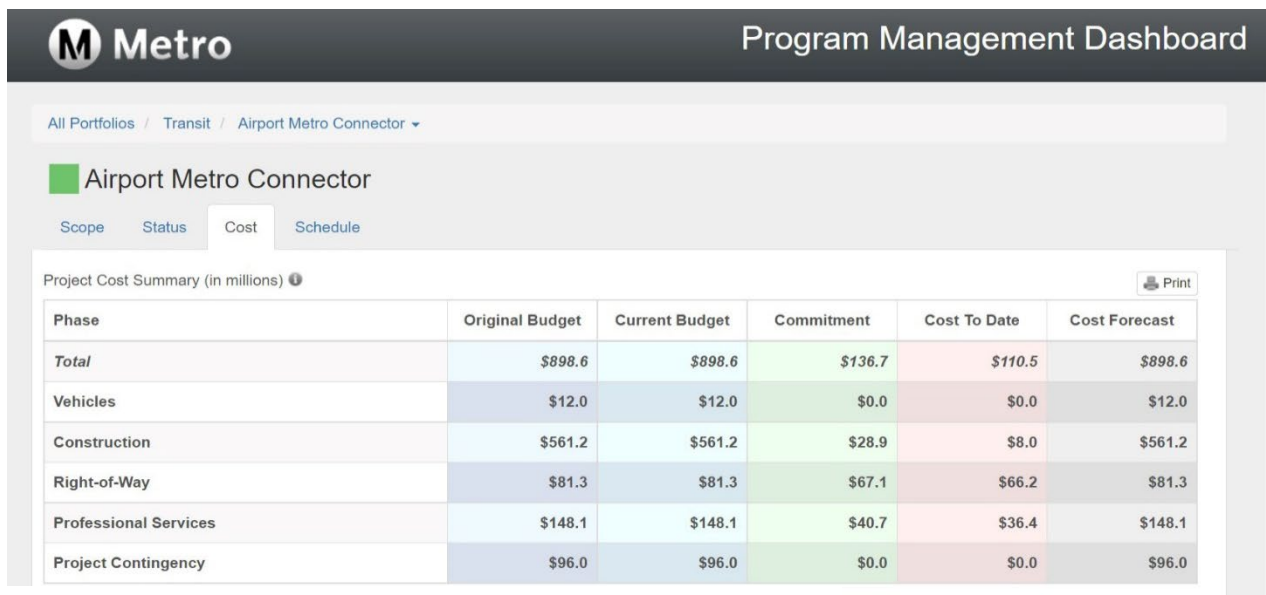 M Metro
Program Management Dashboard
All Portfolios / Transit / Airport Metro Connector
Airport Metro Connector
Scope Status Cost Schedule
Project Cost Summary (in millions) i
Print
Phase Original Budget Current Budget Commitment Cost To Date Cost Forecast
Total $898.6 $898.6 $136.7 $110.5 $898.6
Vehicles $12.0 $12.0 $0.0 $0.0 $12.0
Construction $561.2 $561.2 $28.9 $8.0 $561.2
Right-of-Way $81.3 $81.3 $67.1 $66.2 $81.3
Professional Services $148.1 $148.1 $40.7 $36.4 $148.1
Project Contingency $96.0 $96.0 $0.0 $0.0 $96.0